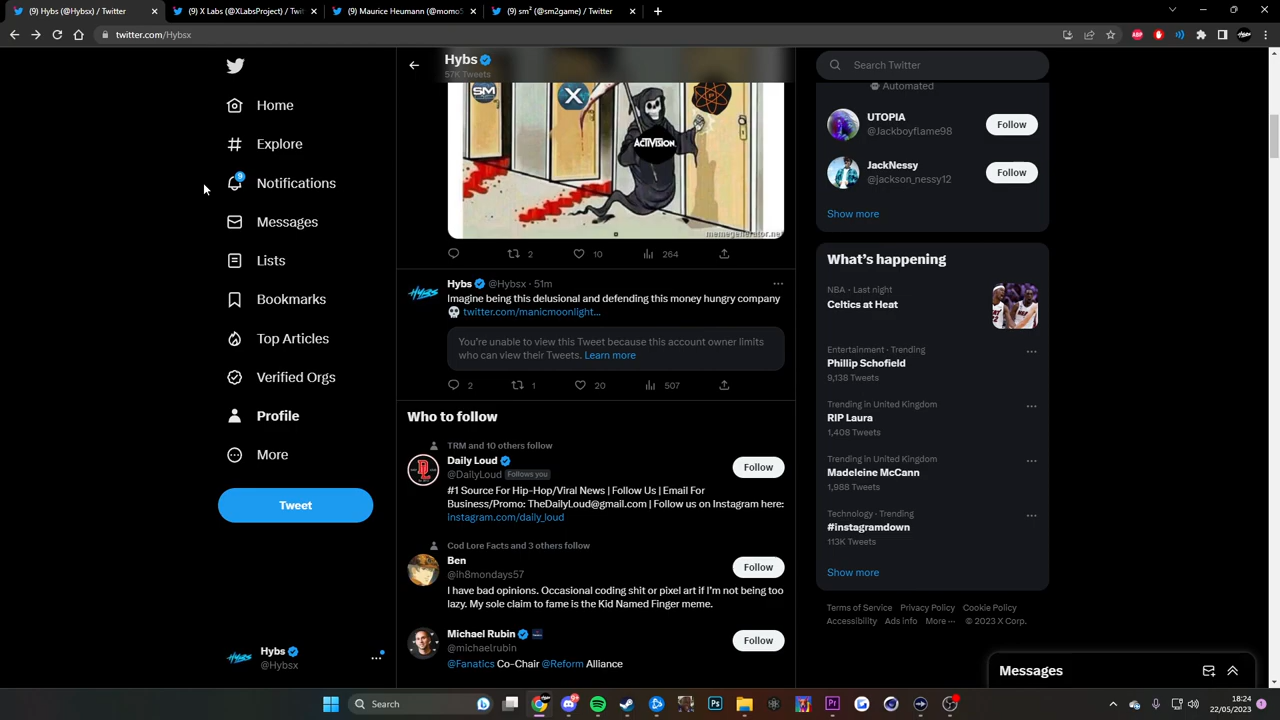 (9) Hybs (@Hybsx) / Twitter
(9) X Labs (@XLabsProject) / Twitt
(9) Maurice Heumann (@momo5
(9) sm² (@sm2game) / Twitter
twitter.com/Hybsx
Home
Explore
9
Notifications
Messages
Lists
Bookmarks
Top Articles
Verified Orgs
Profile
More
Tweet
Hybs
@Hybsx
Hybs
57K Tweets
SM
X
ACTIVISION
memegenerator.net
2
10
264
Hybs @Hybsx · 51m
Imagine being this delusional and defending this money hungry company
💀 twitter.com/manicmoonlight...
You're unable to view this Tweet because this account owner limits
who can view their Tweets. Learn more
2
1
20
507
Who to follow
TRM and 10 others follow
Daily Loud
@DailyLoud Follows you
Follow
#1 Source For Hip-Hop/Viral News | Follow Us | Email For
Business/Promo: TheDailyLoud@gmail.com | Follow us on Instagram here:
instagram.com/daily_loud
Cod Lore Facts and 3 others follow
Ben
@ih8mondays57
Follow
I have bad opinions. Occasional coding shit or pixel art if I'm not being too
lazy. My sole claim to fame is the Kid Named Finger meme.
Michael Rubin
@michaelrubin
Follow
@Fanatics Co-Chair @Reform Alliance
Search Twitter
Automated
UTOPIA
@Jackboyflame98
Follow
JackNessy
@jackson_nessy12
Follow
Show more
What's happening
NBA · Last night
Celtics at Heat
Entertainment · Trending
Phillip Schofield
9,138 Tweets
Trending in United Kingdom
RIP Laura
1,408 Tweets
Trending in United Kingdom
Madeleine McCann
1,988 Tweets
Technology · Trending
#instagramdown
113K Tweets
Show more
Terms of Service Privacy Policy Cookie Policy
Accessibility Ads info More ··· © 2023 X Corp.
Messages
Search
18:24
22/05/2023